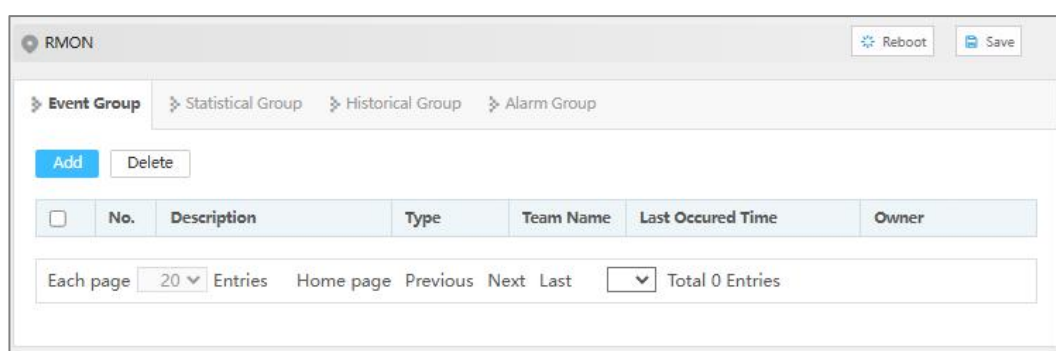 RMON Reboot Save
Event Group Statistical Group Historical Group Alarm Group
Add Delete
No. Description Type Team Name Last Occured Time Owner
Each page 20 Entries Home page Previous Next Last Total 0 Entries